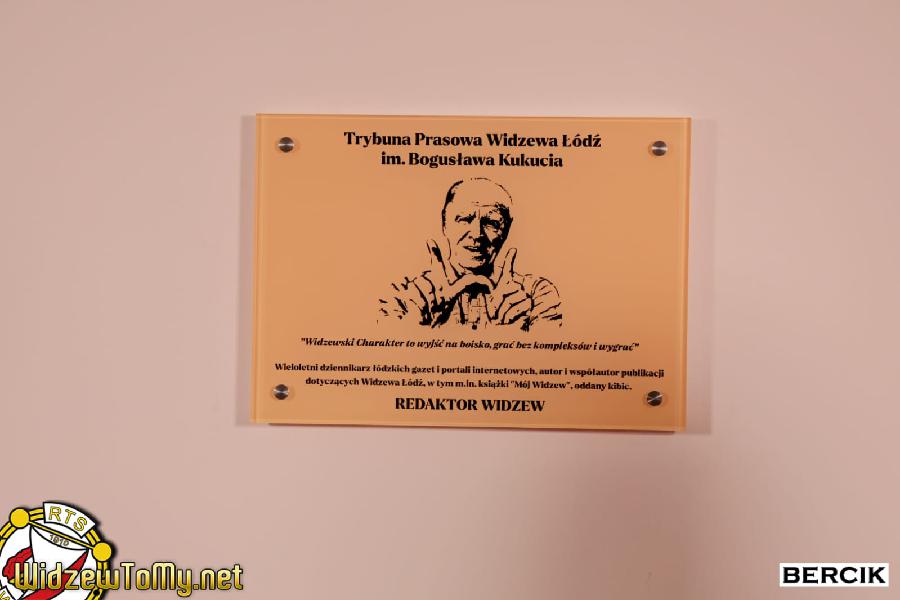 Trybuna Prasowa Widzewa Łódź
im. Bogusława Kukucia
"Widzewski Charakter to wyjść na boisko, grać bez kompleksów i wygrać"
Wieloletni dziennikarz łódzkich gazet i portali internetowych, autor i współautor publikacji
dotyczących Widzewa Łódź, w tym m.in. książki "Mój Widzew", oddany kibic.
REDAKTOR WIDZEW
RTS
1910
WidzewToMy.net
BERCIK